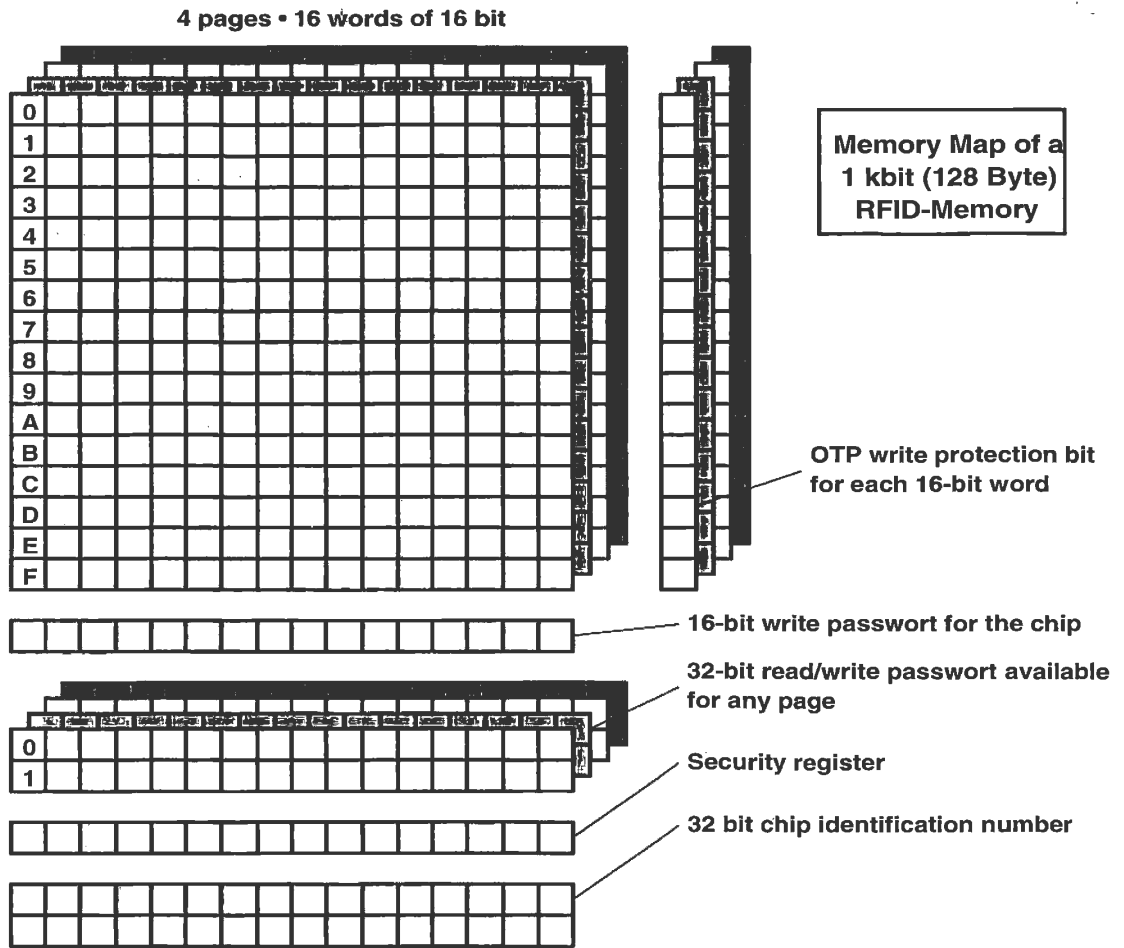 4 pages • 16 words of 16 bit
0
1
2
3
4
5
6
7
8
9
A
B
C
D
E
F
Memory Map of a
1 kbit (128 Byte)
RFID-Memory
OTP write protection bit
for each 16-bit word
16-bit write passwort for the chip
32-bit read/write passwort available
for any page
0
1
Security register
32 bit chip identification number